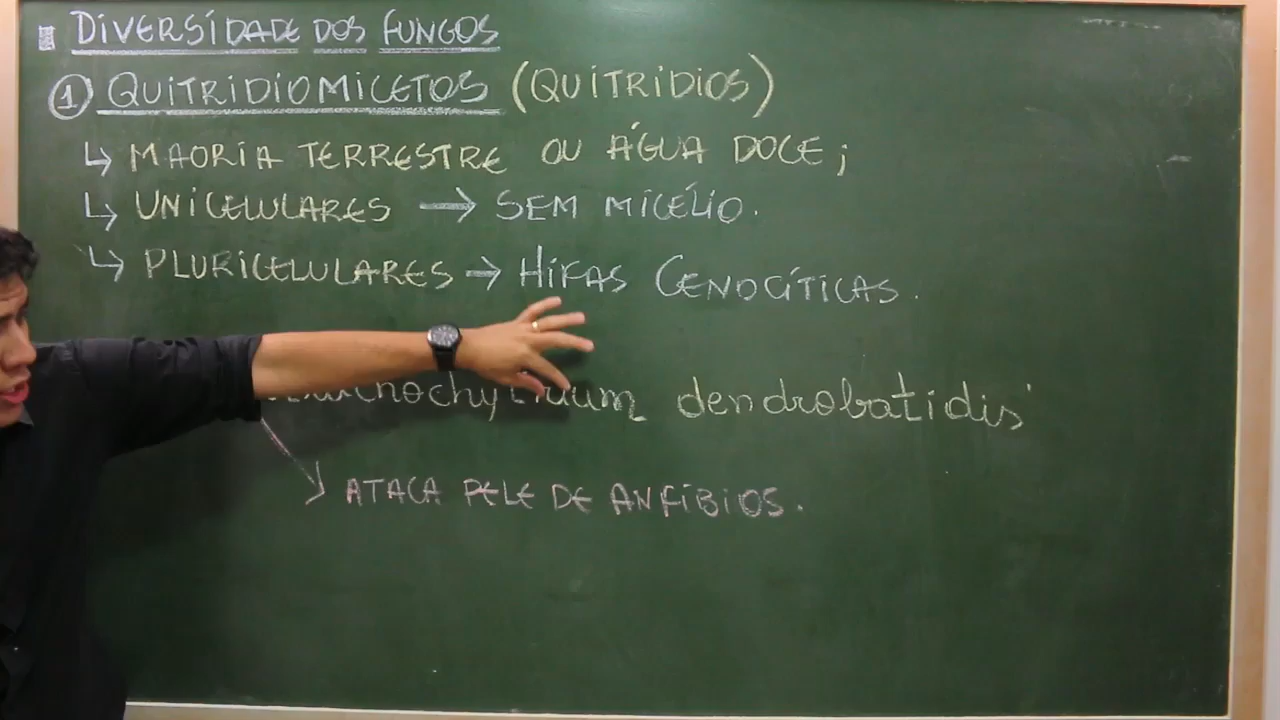 DIVERSIDADE DOS FUNGOS
1 QUITRIDIOMICETOS (QUITRÍDIOS)
↳ MAORIA TERRESTRE OU ÁGUA DOCE;
↳ UNICELULARES → SEM MICÉLIO.
↳ PLURICELULARES → HIFAS CENOCÍTICAS.
dendrobatidis
ATACA PELE DE ANFÍBIOS.